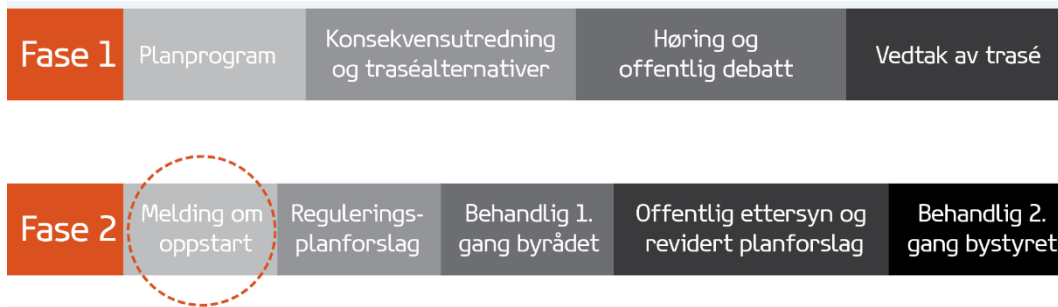 Fase 1
Planprogram
Konsekvensutredning
og traséalternativer
Høring og
offentlig debatt
Vedtak av trasé
Fase 2
Melding om
oppstart
Regulerings-
planforslag
Behandlig 1.
gang byrådet
Offentlig ettersyn og
revidert planforslag
Behandlig 2.
gang bystyret